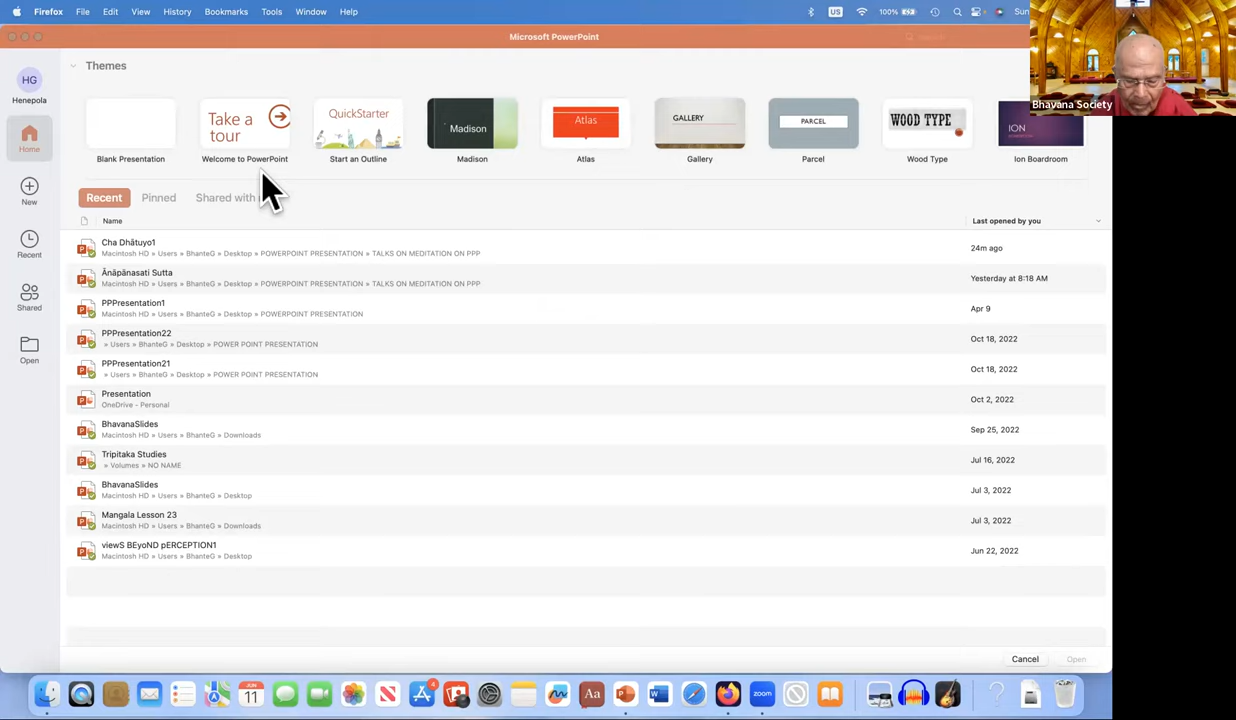 Firefox File Edit View History Bookmarks Tools Window Help US 100% Sun
Microsoft PowerPoint
Bhavana Society
HG
Henepola
Home
New
Recent
Shared
Open
Themes
Take a tour
QuickStarter
Madison
Atlas
GALLERY
PARCEL
WOOD TYPE
ION
Blank Presentation
Welcome to PowerPoint
Start an Outline
Madison
Atlas
Gallery
Parcel
Wood Type
Ion Boardroom
Recent Pinned Shared with
Name Last opened by you
Cha Dhātuyo1
Macintosh HD » Users » BhanteG » Desktop » POWERPOINT PRESENTATION » TALKS ON MEDITATION ON PPP
24m ago
Ānāpānasati Sutta
Macintosh HD » Users » BhanteG » Desktop » POWERPOINT PRESENTATION » TALKS ON MEDITATION ON PPP
Yesterday at 8:18 AM
PPPresentation1
Macintosh HD » Users » BhanteG » Desktop » POWERPOINT PRESENTATION
Apr 9
PPPresentation22
» Users » BhanteG » Desktop » POWER POINT PRESENTATION
Oct 18, 2022
PPPresentation21
» Users » BhanteG » Desktop » POWER POINT PRESENTATION
Oct 18, 2022
Presentation
OneDrive - Personal
Oct 2, 2022
BhavanaSlides
Macintosh HD » Users » BhanteG » Downloads
Sep 25, 2022
Tripitaka Studies
» Volumes » NO NAME
Jul 16, 2022
BhavanaSlides
Macintosh HD » Users » BhanteG » Desktop
Jul 3, 2022
Mangala Lesson 23
Macintosh HD » Users » BhanteG » Downloads
Jul 3, 2022
viewS BEyoND pERCEPTION1
Macintosh HD » Users » BhanteG » Desktop
Jun 22, 2022
Cancel Open
JUN
11
4
Aa
zoom